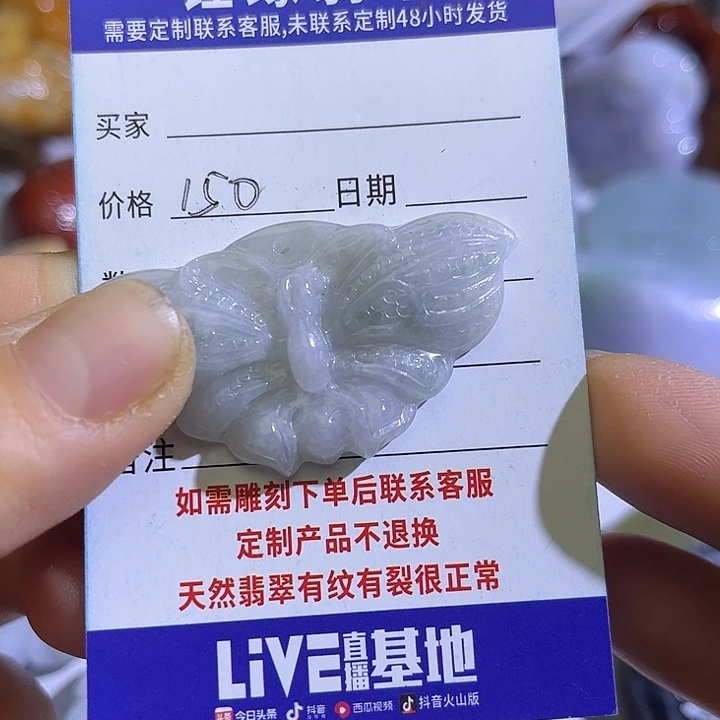 需要定制联系客服,未联系定制48小时发货
买家
价格 150 日期
备注
如需雕刻下单后联系客服
定制产品不退换
天然翡翠有纹有裂很正常
LiVE直播基地
头条 今日头条 抖音 西瓜视频 抖音火山版